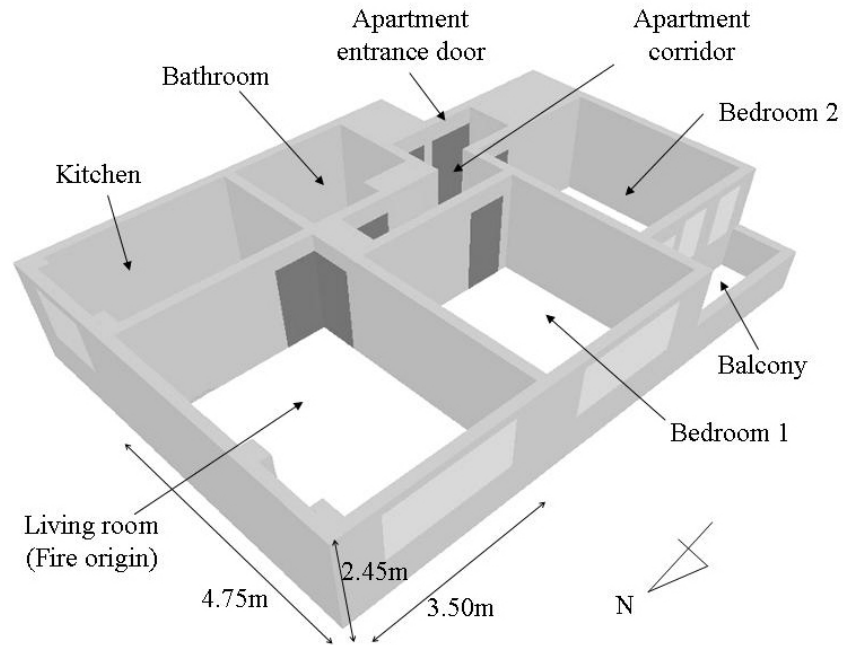 Apartment
entrance door
Apartment
corridor
Bathroom
Bedroom 2
Kitchen
Balcony
Bedroom 1
Living room
(Fire origin)
2.45m
4.75m
3.50m
N